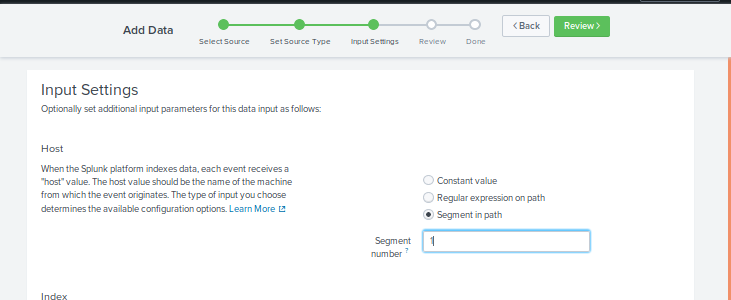 Add Data
Select Source
Set Source Type
Input Settings
Review
Done
< Back
Review >
Input Settings
Optionally set additional input parameters for this data input as follows:
Host
When the Splunk platform indexes data, each event receives a
"host" value. The host value should be the name of the machine
from which the event originates. The type of input you choose
determines the available configuration options. Learn More
Constant value
Regular expression on path
Segment in path
Segment
number ?
1
Index